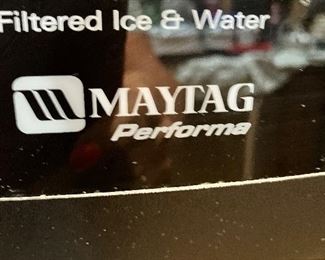 Filtered Ice & Water
MAYTAG
Performa